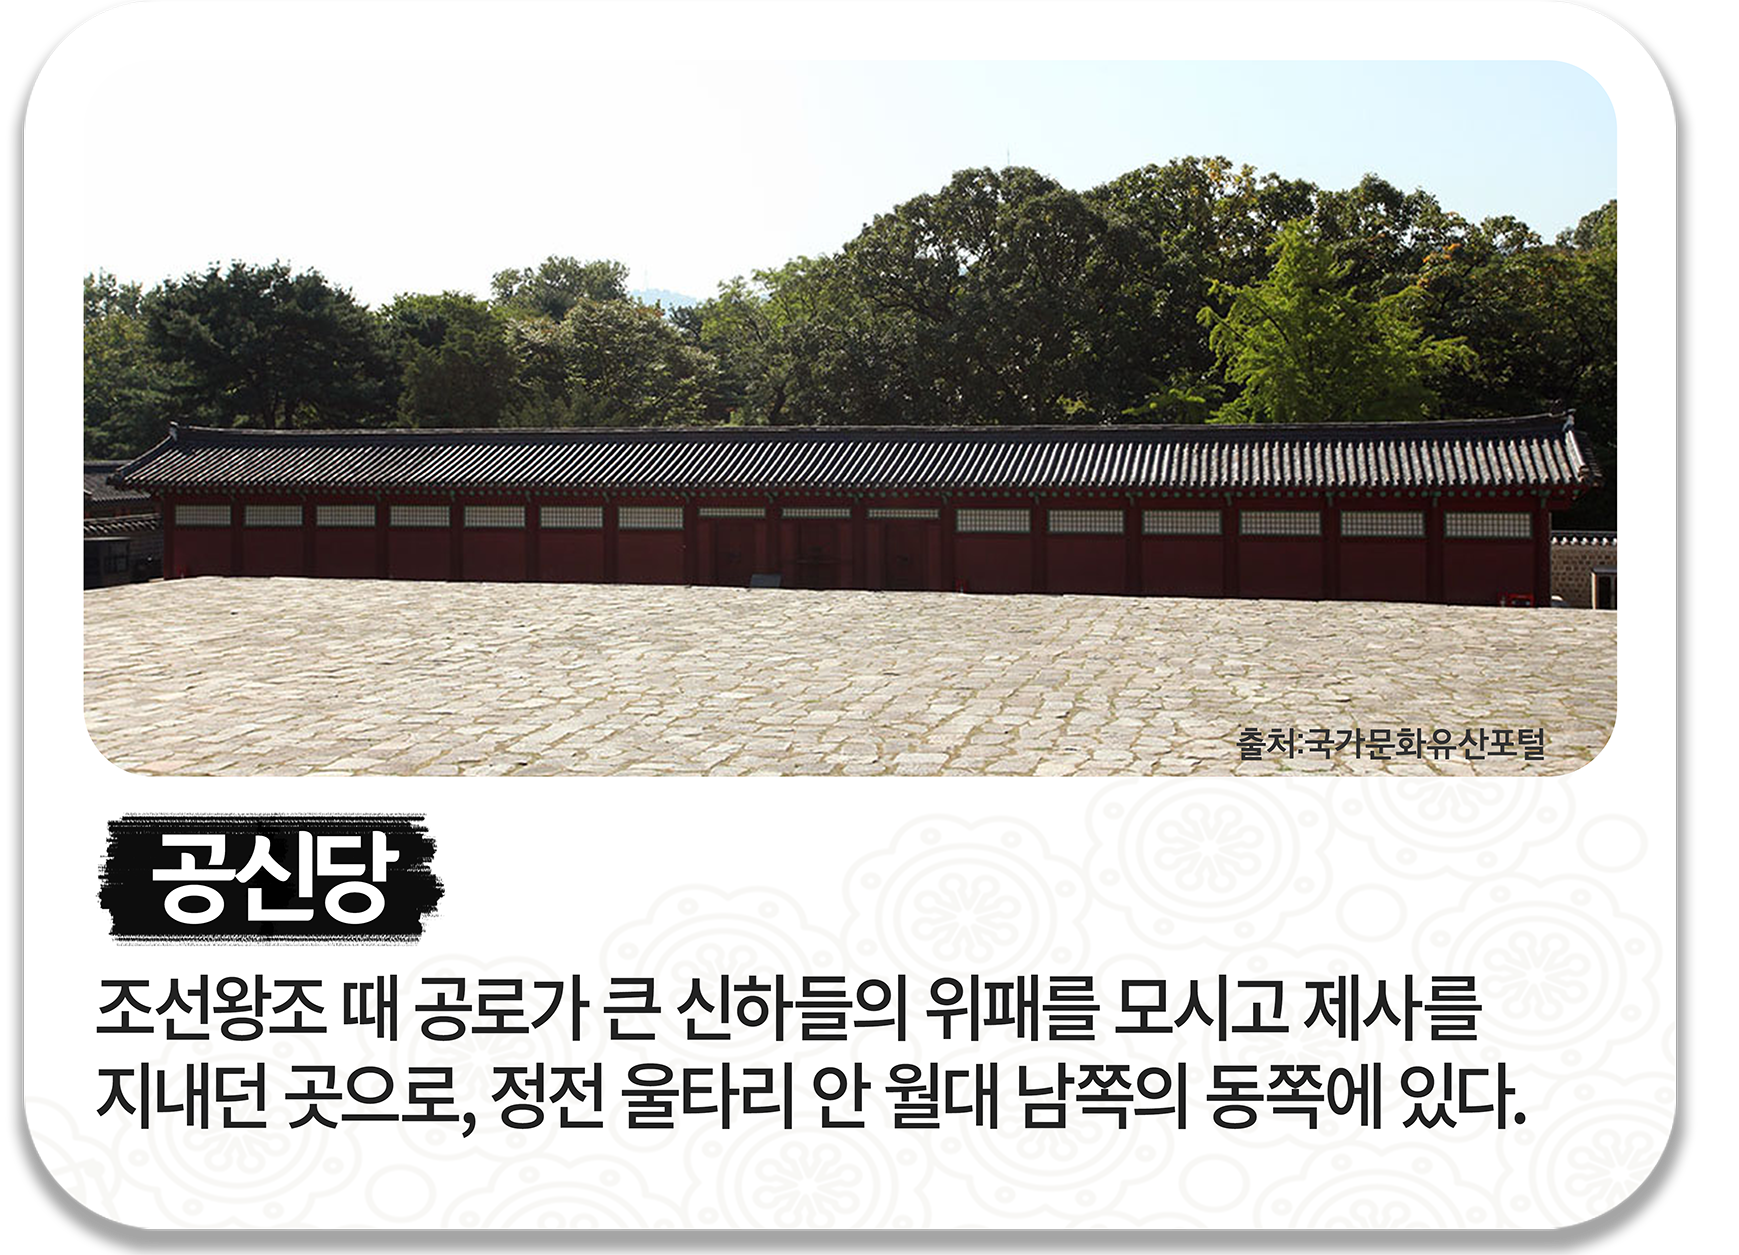 출처:국가문화유산포털
공신당
조선왕조 때 공로가 큰 신하들의 위패를 모시고 제사를
지내던 곳으로, 정전 울타리 안 월대 남쪽의 동쪽에 있다.